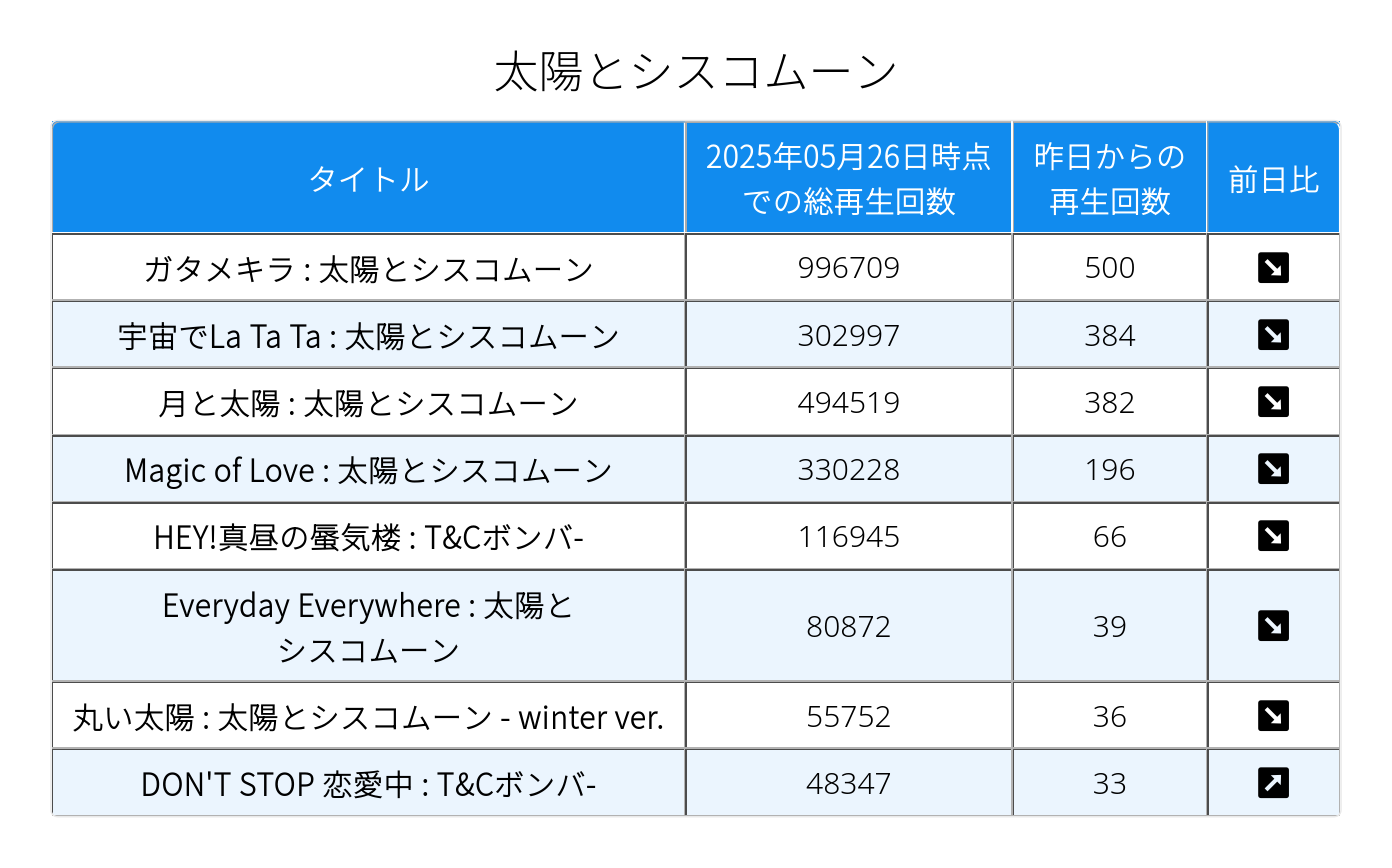 太陽とシスコムーン
タイトル
2025年05月26日時点
での総再生回数
昨日からの
再生回数
前日比
ガタメキラ : 太陽とシスコムーン 996709 500 ↘
宇宙でLa Ta Ta : 太陽とシスコムーン 302997 384 ↘
月と太陽 : 太陽とシスコムーン 494519 382 ↘
Magic of Love : 太陽とシスコムーン 330228 196 ↘
HEY!真昼の蜃気楼 : T&Cボンバ- 116945 66 ↘
Everyday Everywhere : 太陽と
シスコムーン 80872 39 ↘
丸い太陽 : 太陽とシスコムーン - winter ver. 55752 36 ↘
DON'T STOP 恋愛中 : T&Cボンバ- 48347 33 ↗